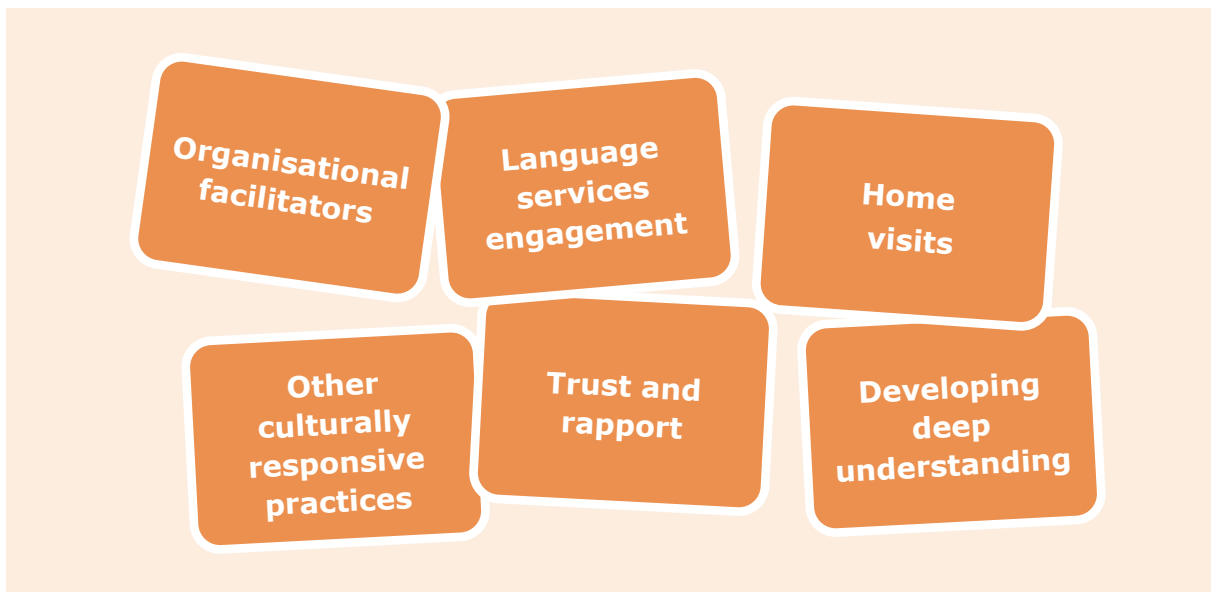 Organisational
facilitators
Language
services
engagement
Home
visits
Other
culturally
responsive
practices
Trust and
rapport
Developing
deep
understanding